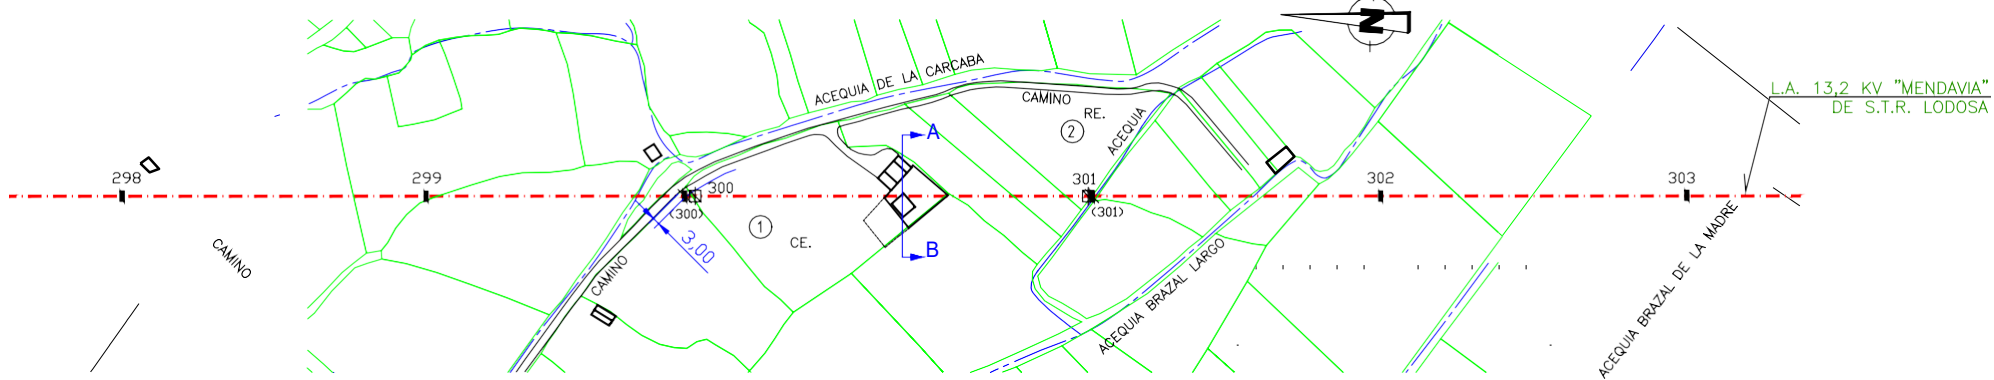 N
L.A. 13,2 KV "MENDAVIA"
DE S.T.R. LODOSA
ACEQUIA DE LA CARCABA
CAMINO
RE.
2
ACEQUIA
A
298
299
300
(300)
301
(301)
302
303
1
CE.
3,00
B
CAMINO
CAMINO
ACEQUIA BRAZAL LARGO
ACEQUIA BRAZAL DE LA MADRE